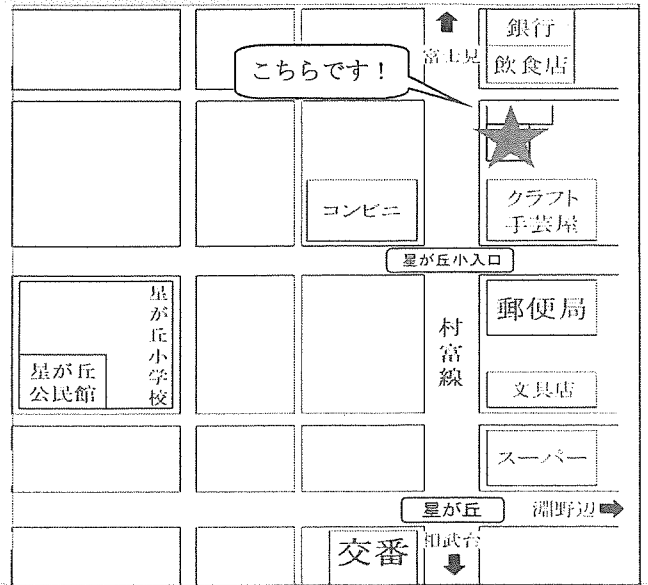 銀行
富士見
飲食店
こちらです！
コンビニ
クラフト
手芸屋
星が丘小入口
星が丘小学校
郵便局
村富線
星が丘
公民館
文具店
スーパー
星が丘
淵野辺
交番
相武台